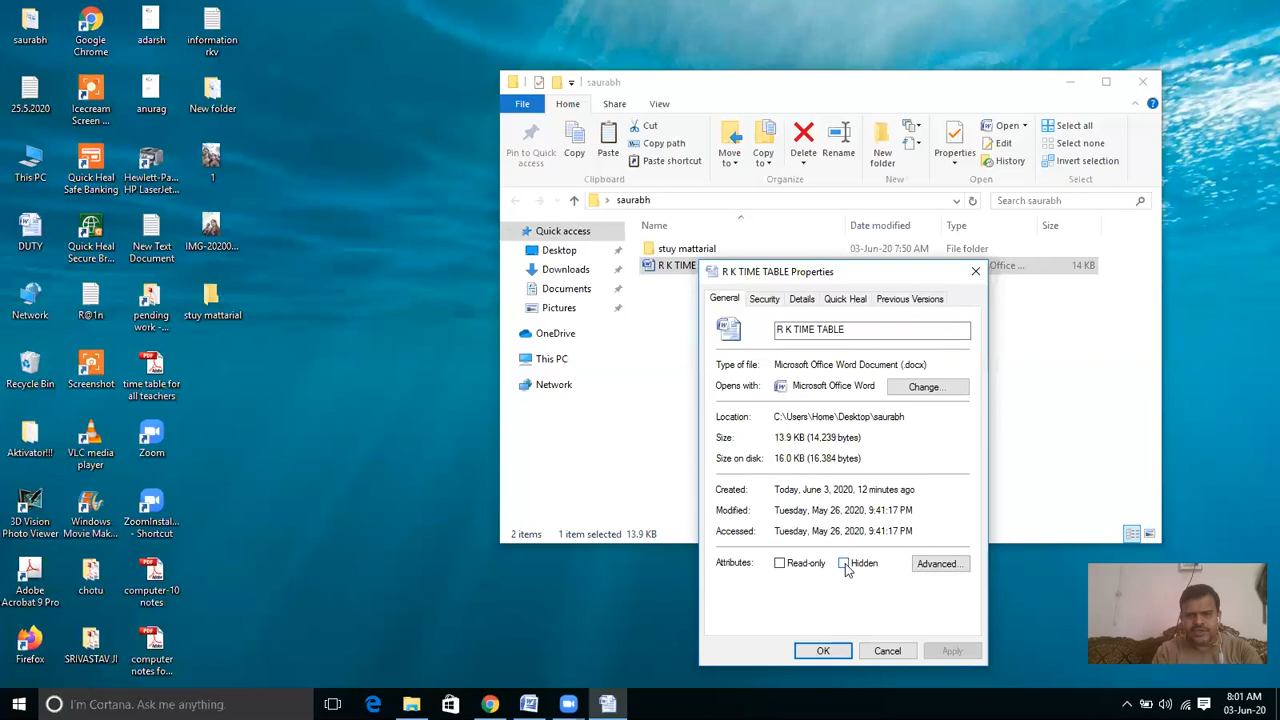 saurabh
Google Chrome
adarsh
information rkv
25.5.2020
Icecream Screen ...
anurag
New folder
This PC
Quick Heal Safe Banking
Hewlett-Pa... HP LaserJet...
1
DUTY
Quick Heal Secure Br...
New Text Document
IMG-20200...
Network
R@1n
pending work -...
stuy mattarial
Recycle Bin
Screenshot
time table for all teachers
Aktivator!!!
VLC media player
Zoom
3D Vision Photo Viewer
Windows Movie Mak...
ZoomInstal... - Shortcut
Adobe Acrobat 9 Pro
chotu
computer-10 notes
Firefox
SRIVASTAV JI
computer notes fo...
saurabh
File Home Share View
Pin to Quick access
Copy
Paste
Cut
Copy path
Paste shortcut
Move to
Copy to
Delete
Rename
New folder
Properties
Open
Edit
History
Select all
Select none
Invert selection
Clipboard Organize New Open Select
saurabh
Search saurabh
Name Date modified Type Size
Quick access
Desktop
Downloads
Documents
Pictures
OneDrive
This PC
Network
stuy mattarial 03-Jun-20 7:50 AM File folder
R K TIME Office ... 14 KB
2 items 1 item selected 13.9 KB
R K TIME TABLE Properties
General Security Details Quick Heal Previous Versions
R K TIME TABLE
Type of file: Microsoft Office Word Document (.docx)
Opens with: Microsoft Office Word Change...
Location: C:\Users\Home\Desktop\saurabh
Size: 13.9 KB (14,239 bytes)
Size on disk: 16.0 KB (16,384 bytes)
Created: Today, June 3, 2020, 12 minutes ago
Modified: Tuesday, May 26, 2020, 9:41:17 PM
Accessed: Tuesday, May 26, 2020, 9:41:17 PM
Attributes: Read-only Hidden Advanced...
OK Cancel Apply
I'm Cortana. Ask me anything.
8:01 AM
03-Jun-20